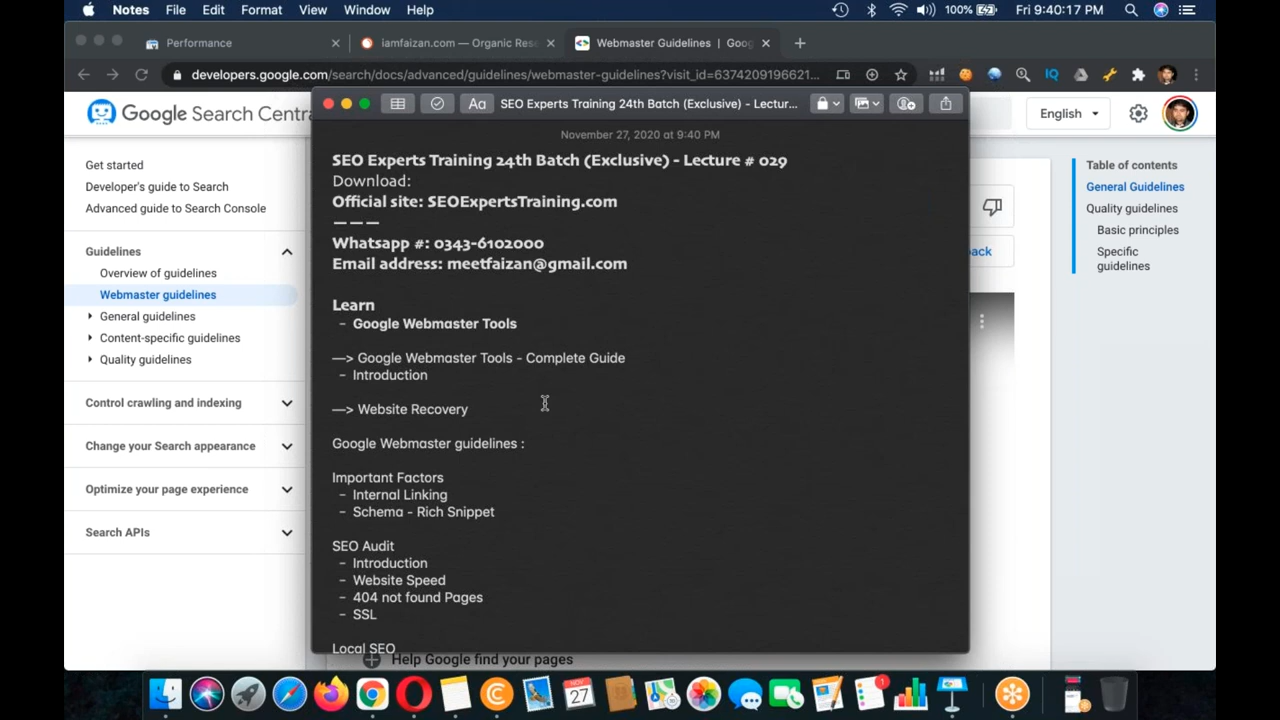 Notes File Edit Format View Window Help 100% Fri 9:40:17 PM
Performance iamfaizan.com — Organic Res Webmaster Guidelines | Goog
developers.google.com/search/docs/advanced/guidelines/webmaster-guidelines?visit_id=6374209196621...
Google Search Centra
English
Aa SEO Experts Training 24th Batch (Exclusive) - Lectur...
November 27, 2020 at 9:40 PM
SEO Experts Training 24th Batch (Exclusive) - Lecture # 029
Download:
Official site: SEOExpertsTraining.com
— — —
Whatsapp #: 0343-6102000
Email address: meetfaizan@gmail.com
Learn
- Google Webmaster Tools
—> Google Webmaster Tools - Complete Guide
- Introduction
—> Website Recovery
Google Webmaster guidelines :
Important Factors
- Internal Linking
- Schema - Rich Snippet
SEO Audit
- Introduction
- Website Speed
- 404 not found Pages
- SSL
Local SEO
Help Google find your pages
Get started
Developer's guide to Search
Advanced guide to Search Console
Guidelines
Overview of guidelines
Webmaster guidelines
General guidelines
Content-specific guidelines
Quality guidelines
Control crawling and indexing
Change your Search appearance
Optimize your page experience
Search APIs
Table of contents
General Guidelines
Quality guidelines
Basic principles
Specific
guidelines
back
IQ
NOV
27
1